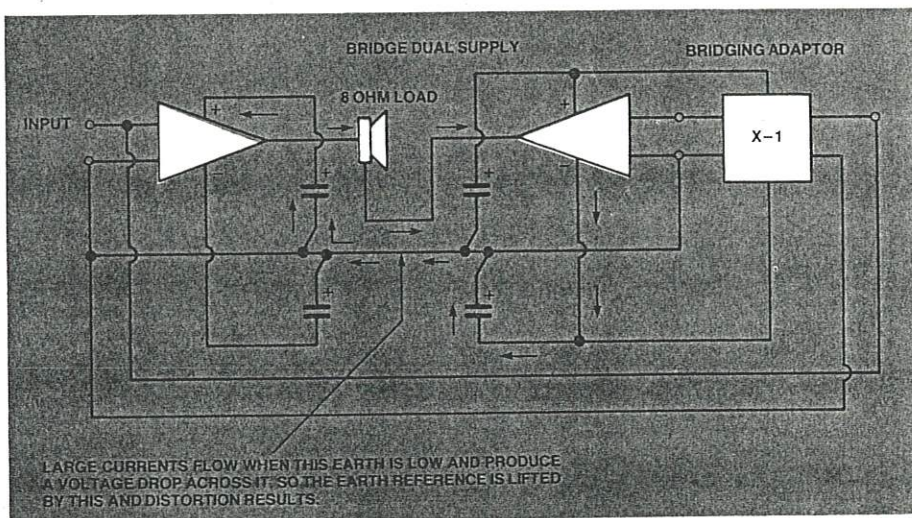 BRIDGE DUAL SUPPLY
BRIDGING ADAPTOR
8 OHM LOAD
INPUT
+
+
X-1
−
−
+
+
+
+
LARGE CURRENTS FLOW WHEN THIS EARTH IS LOW AND PRODUCE
A VOLTAGE DROP ACROSS IT, SO THE EARTH REFERENCE IS LIFTED
BY THIS AND DISTORTION RESULTS.